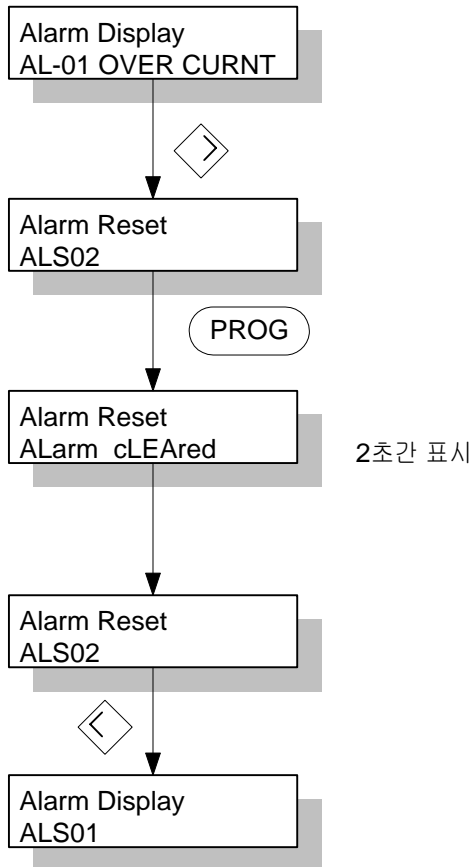 Alarm Display
AL-01 OVER CURNT
Alarm Reset
ALS02
PROG
Alarm Reset
ALarm cLEAred
2초간 표시
Alarm Reset
ALS02
Alarm Display
ALS01